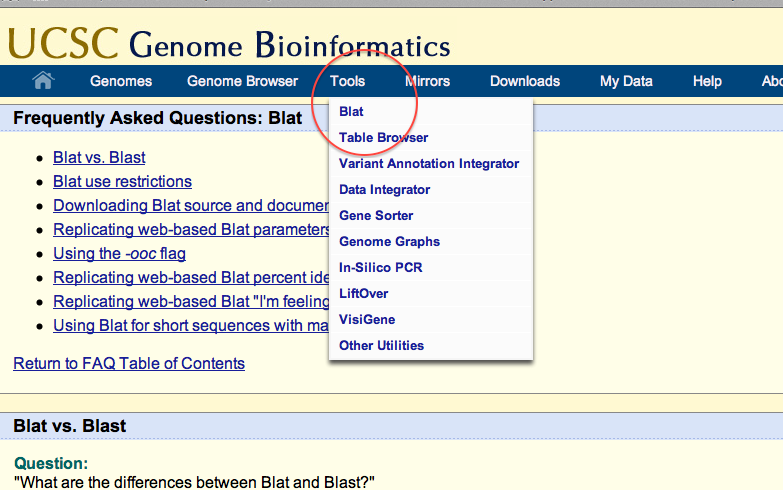 UCSC Genome Bioinformatics
Genomes Genome Browser Tools Mirrors Downloads My Data Help Abo
Frequently Asked Questions: Blat
Blat vs. Blast
Blat use restrictions
Downloading Blat source and documen
Replicating web-based Blat parameters
Using the -ooc flag
Replicating web-based Blat percent ide
Replicating web-based Blat "I'm feeling
Using Blat for short sequences with ma
Return to FAQ Table of Contents
Blat
Table Browser
Variant Annotation Integrator
Data Integrator
Gene Sorter
Genome Graphs
In-Silico PCR
LiftOver
VisiGene
Other Utilities
Blat vs. Blast
Question:
"What are the differences between Blat and Blast?"